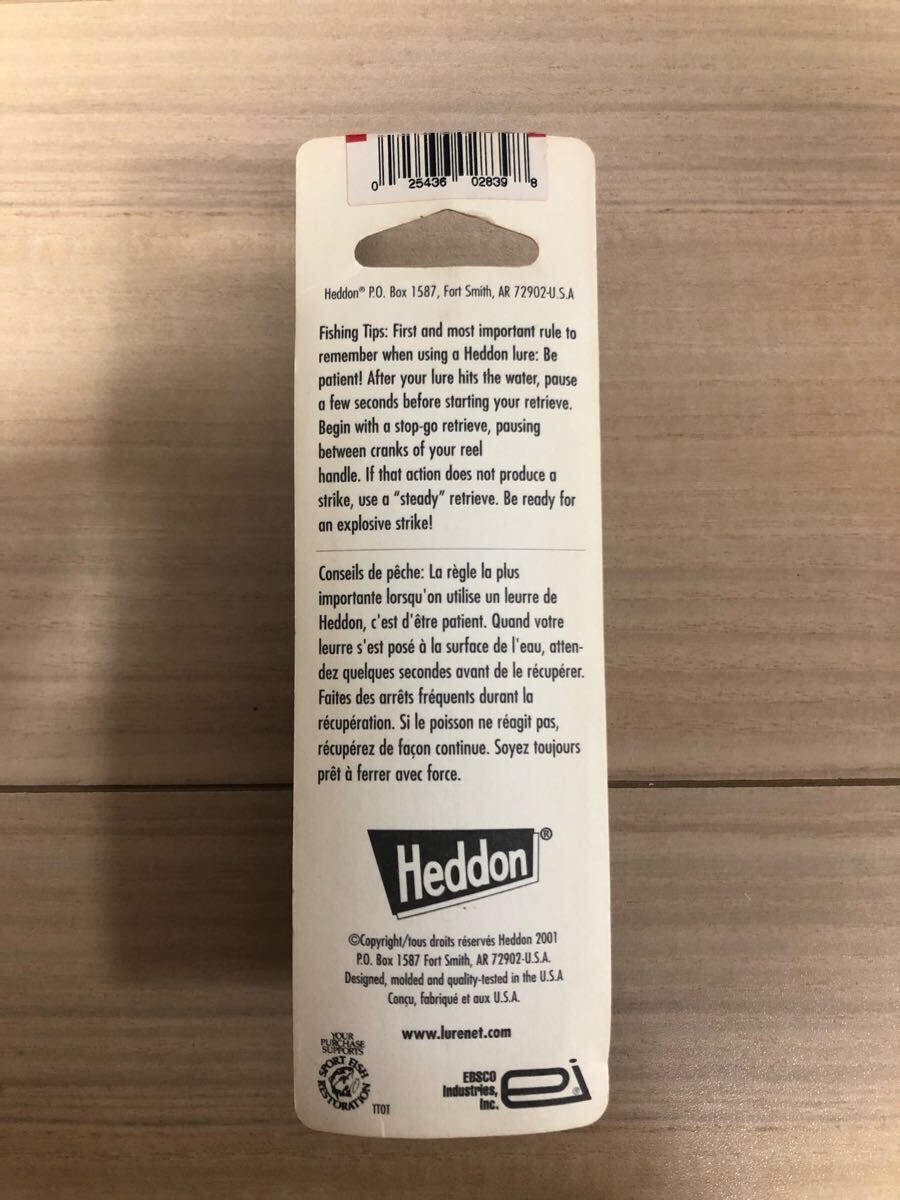 0 25436 02839 8
Heddon® P.O. Box 1587, Fort Smith, AR 72902-U.S.A
Fishing Tips: First and most important rule to
remember when using a Heddon lure: Be
patient! After your lure hits the water, pause
a few seconds before starting your retrieve.
Begin with a stop-go retrieve, pausing
between cranks of your reel
handle. If that action does not produce a
strike, use a “steady” retrieve. Be ready for
an explosive strike!
Conseils de pêche: La règle la plus
importante lorsqu'on utilise un leurre de
Heddon, c'est d'être patient. Quand votre
leurre s'est posé à la surface de l'eau, atten-
dez quelques secondes avant de le récupérer.
Faites des arrêts fréquents durant la
récupération. Si le poisson ne réagit pas,
récupérez de façon continue. Soyez toujours
prêt à ferrer avec force.
Heddon®
©Copyright/tous droits réservés Heddon 2001
P.O. Box 1587 Fort Smith, AR 72902-U.S.A.
Designed, molded and quality-tested in the U.S.A
Conçu, fabriqué et aux U.S.A.
www.lurenet.com
YOUR
PURCHASE
SUPPORTS
SPORT FISH
RESTORATION
TTOT
EBSCO
Industries,
Inc.
ei®